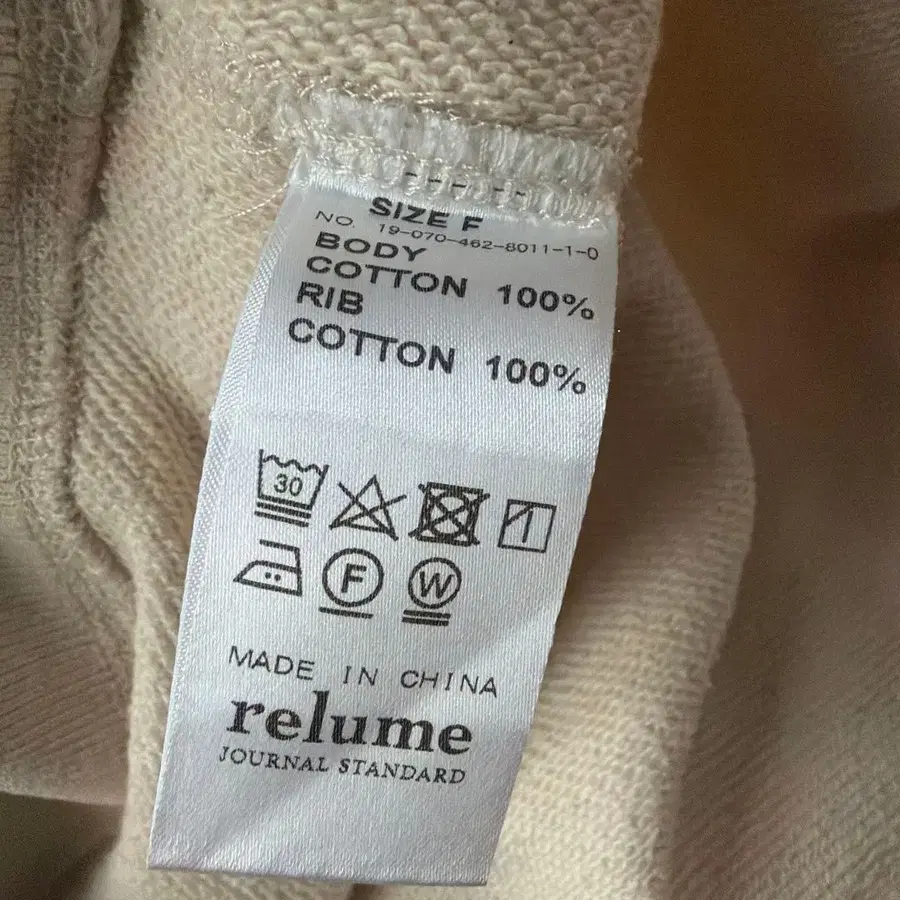 SIZE F
NO. 19-070-462-8011-1-0
BODY
COTTON 100%
RIB
COTTON 100%
30
F W
MADE IN CHINA
relume
JOURNAL STANDARD